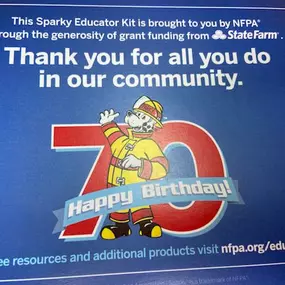 This Sparky Educator Kit is brought to you by NFPA®
rough the generosity of grant funding from StateFarm®.
Thank you for all you do
in our community.
70
Happy Birthday!
ee resources and additional products visit nfpa.org/edu